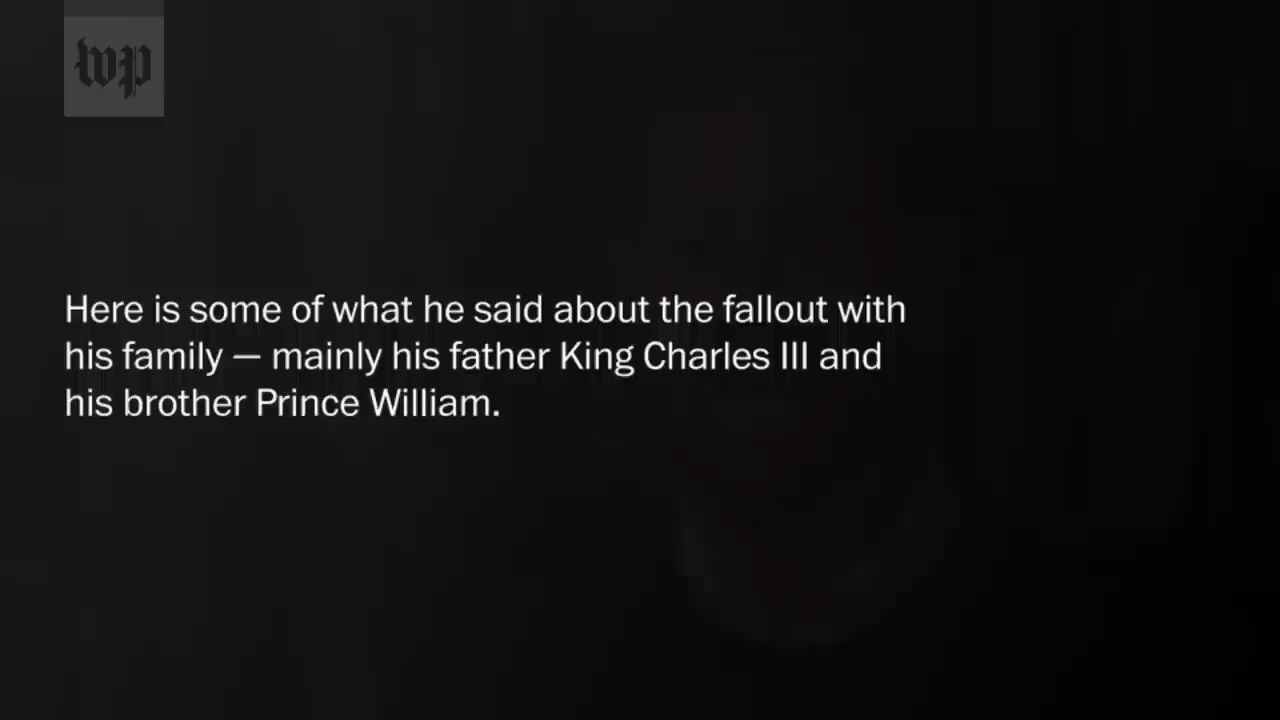 wp
Here is some of what he said about the fallout with
his family — mainly his father King Charles III and
his brother Prince William.